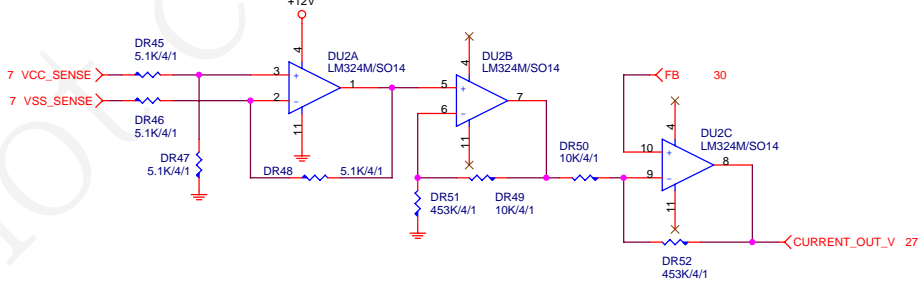 +12V
DR45
5.1K/4/1
DU2A
LM324M/SO14
4
7 VCC_SENSE
3
+
1
7 VSS_SENSE
2
-
11
DR46
5.1K/4/1
DR47
5.1K/4/1
DR48
5.1K/4/1
DU2B
LM324M/SO14
4
5
+
7
6
-
11
DR51
453K/4/1
DR49
10K/4/1
DR50
10K/4/1
FB 30
DU2C
LM324M/SO14
4
10
+
8
9
-
11
DR52
453K/4/1
CURRENT_OUT_V 27